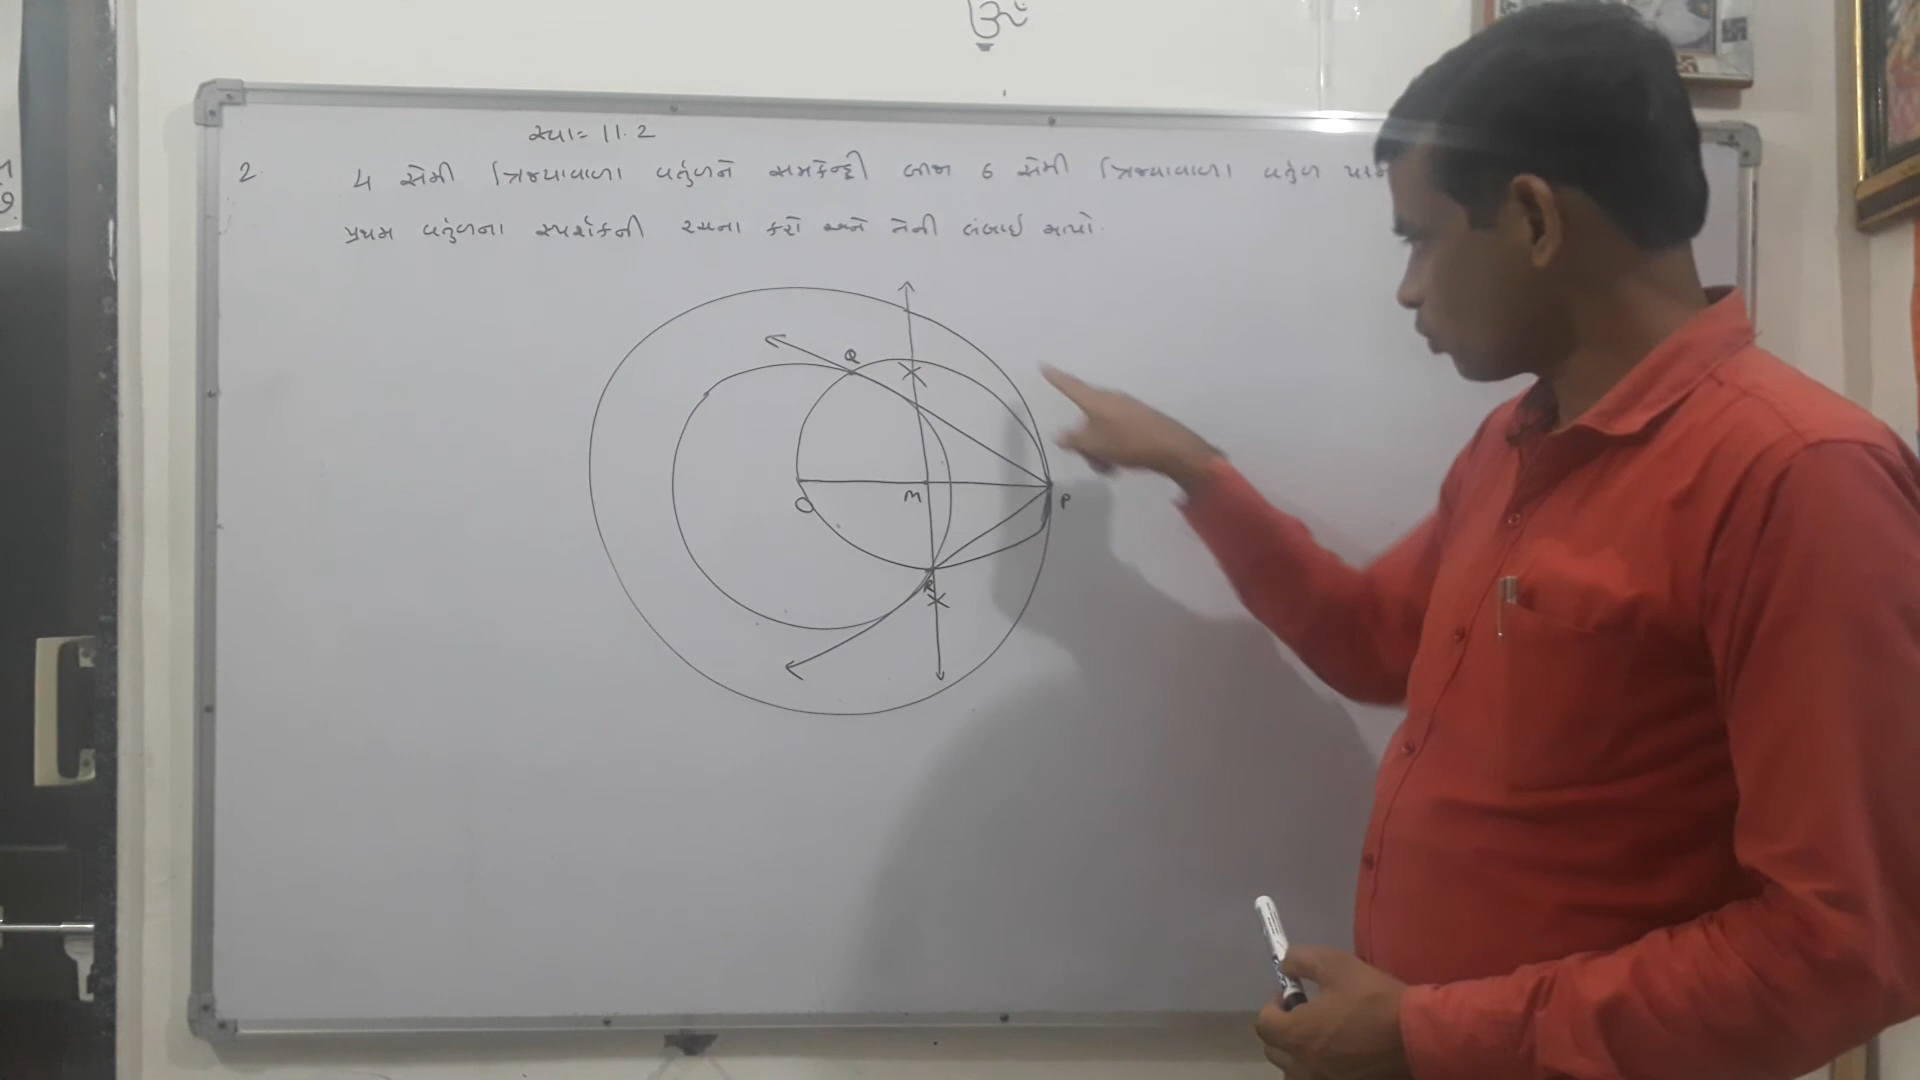 સ્વા= 11.2
2. 4 સેમી ત્રિજ્યાવાળા વર્તુળને સમકેન્દ્રી બીજા 6 સેમી ત્રિજ્યાવાળા વર્તુળ પરના
પ્રથમ વર્તુળના સ્પર્શકની રચના કરો અને તેની લંબાઈ માપો.
Q
O M P
R